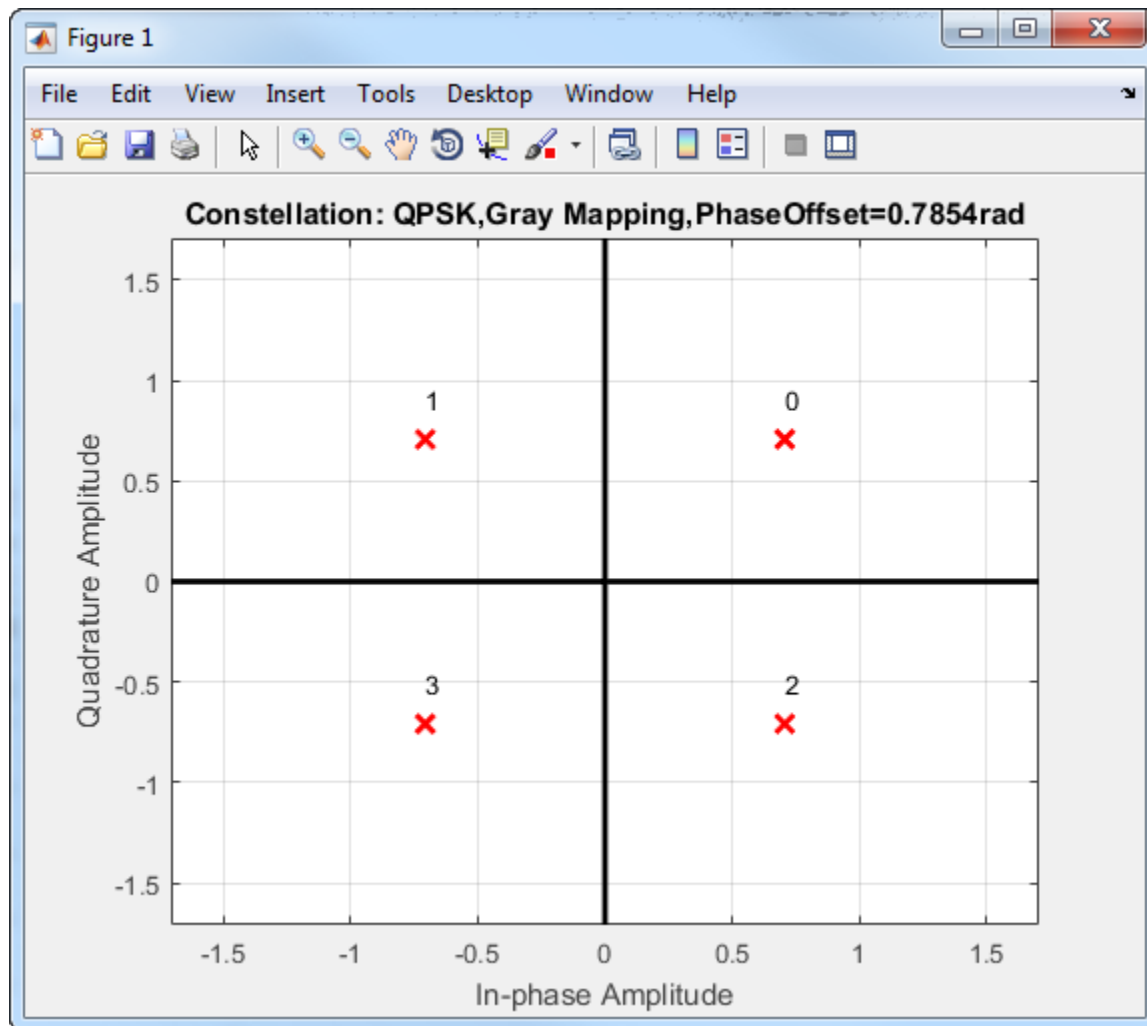 Figure 1
File Edit View Insert Tools Desktop Window Help
Constellation: QPSK,Gray Mapping,PhaseOffset=0.7854rad
1.5
1
0.5
0
-0.5
-1
-1.5
Quadrature Amplitude
1 0
3 2
-1.5 -1 -0.5 0 0.5 1 1.5
In-phase Amplitude